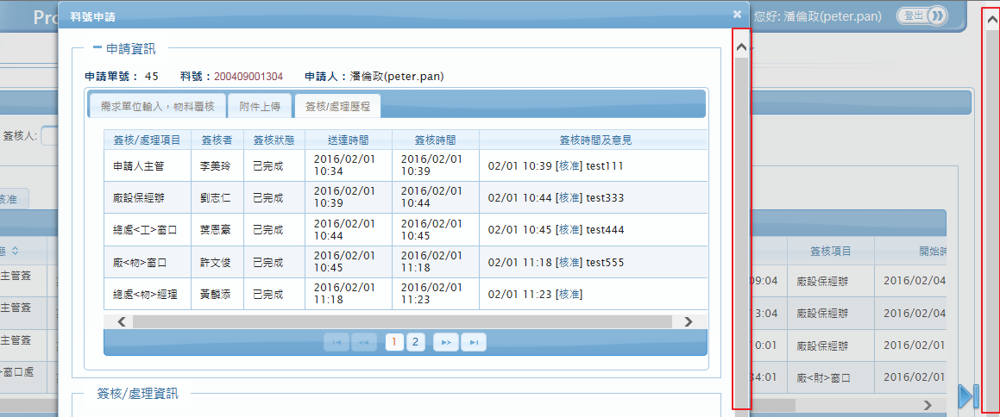 Pro
料號申請
您好: 潘倫政(peter.pan)
登出
申請資訊
申請單號： 45 料號：200409001304 申請人：潘倫政(peter.pan)
需求單位輸入，物料覆核 附件上傳 簽核/處理歷程
簽核人:
簽核/處理項目 簽核者 簽核狀態 送達時間 簽核時間 簽核時間及意見
申請人主管 李美玲 已完成 2016/02/01 10:34 2016/02/01 10:39 02/01 10:39 [核准] test111
廠設保經辦 劉志仁 已完成 2016/02/01 10:39 2016/02/01 10:44 02/01 10:44 [核准] test333
總處<工>窗口 葉恩豪 已完成 2016/02/01 10:44 2016/02/01 10:45 02/01 10:45 [核准] test444
廠<物>窗口 許文俊 已完成 2016/02/01 10:45 2016/02/01 11:18 02/01 11:18 [核准] test555
總處<物>經理 黃麟添 已完成 2016/02/01 11:18 2016/02/01 11:23 02/01 11:23 [核准]
1 2
簽核/處理資訊
核准
態
主管簽
主管簽
主管簽
>窗口處
簽核項目 開始時
09:04 廠設保經辦 2016/02/04
13:04 廠設保經辦 2016/02/04
10:01 廠設保經辦 2016/02/01
34:01 廠<財>窗口 2016/02/01